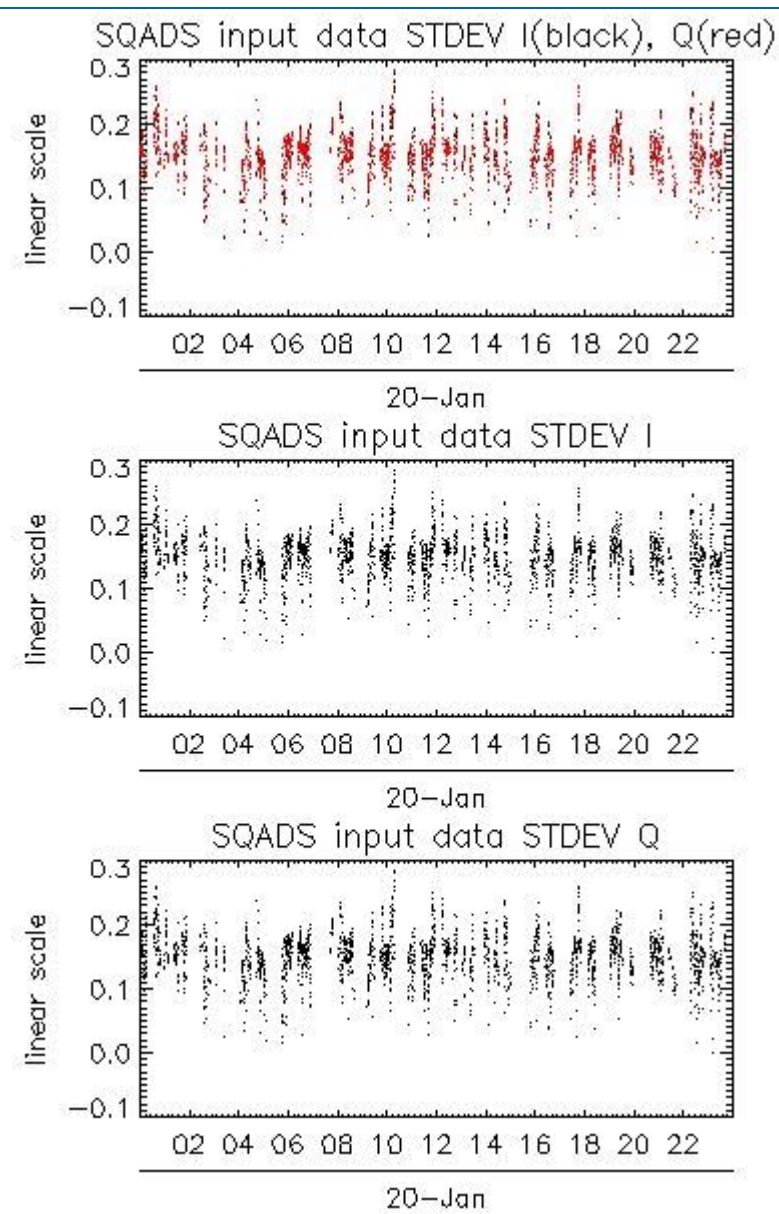 SQADS input data STDEV I(black), Q(red)
0.3
0.2
0.1
0.0
−0.1
linear scale
02 04 06 08 10 12 14 16 18 20 22
20−Jan
SQADS input data STDEV I
0.3
0.2
0.1
0.0
−0.1
linear scale
02 04 06 08 10 12 14 16 18 20 22
20−Jan
SQADS input data STDEV Q
0.3
0.2
0.1
0.0
−0.1
linear scale
02 04 06 08 10 12 14 16 18 20 22
20−Jan